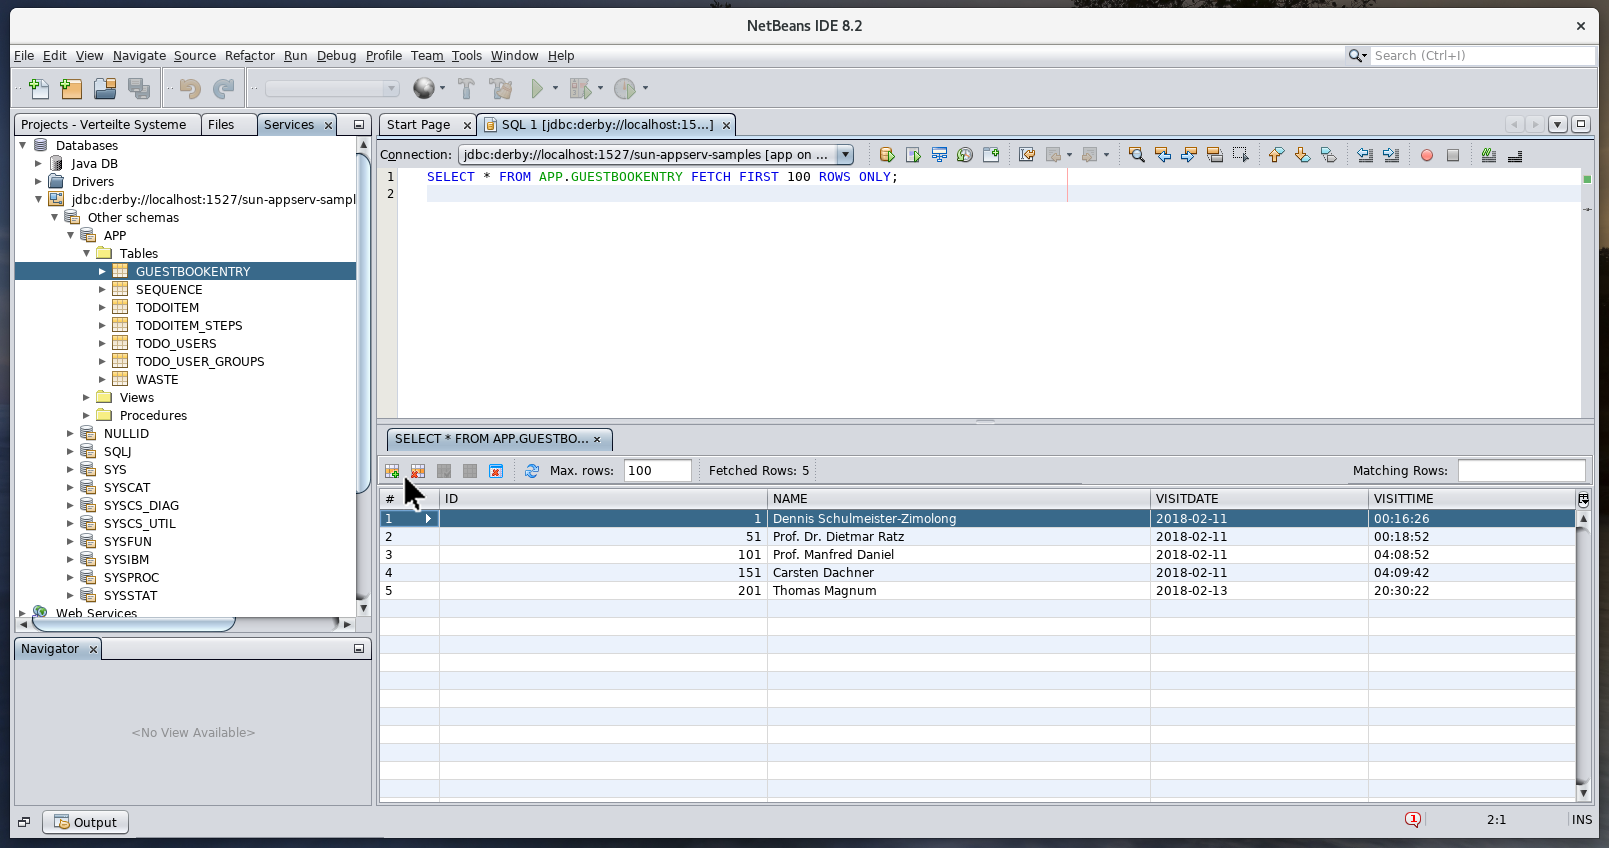 NetBeans IDE 8.2
File Edit View Navigate Source Refactor Run Debug Profile Team Tools Window Help
Search (Ctrl+I)
Projects - Verteilte Systeme
Files
Services
Databases
Java DB
Drivers
jdbc:derby://localhost:1527/sun-appserv-sampl
Other schemas
APP
Tables
GUESTBOOKENTRY
SEQUENCE
TODOITEM
TODOITEM_STEPS
TODO_USERS
TODO_USER_GROUPS
WASTE
Views
Procedures
NULLID
SQLJ
SYS
SYSCAT
SYSCS_DIAG
SYSCS_UTIL
SYSFUN
SYSIBM
SYSPROC
SYSSTAT
Web Services
Navigator
<No View Available>
Start Page
SQL 1 [jdbc:derby://localhost:15...]
Connection: jdbc:derby://localhost:1527/sun-appserv-samples [app on ...
1 SELECT * FROM APP.GUESTBOOKENTRY FETCH FIRST 100 ROWS ONLY;
2
SELECT * FROM APP.GUESTBO...
Max. rows: 100 Fetched Rows: 5 Matching Rows:
# ID NAME VISITDATE VISITTIME
1 1 Dennis Schulmeister-Zimolong 2018-02-11 00:16:26
2 51 Prof. Dr. Dietmar Ratz 2018-02-11 00:18:52
3 101 Prof. Manfred Daniel 2018-02-11 04:08:52
4 151 Carsten Dachner 2018-02-11 04:09:42
5 201 Thomas Magnum 2018-02-13 20:30:22
Output
1
2:1
INS